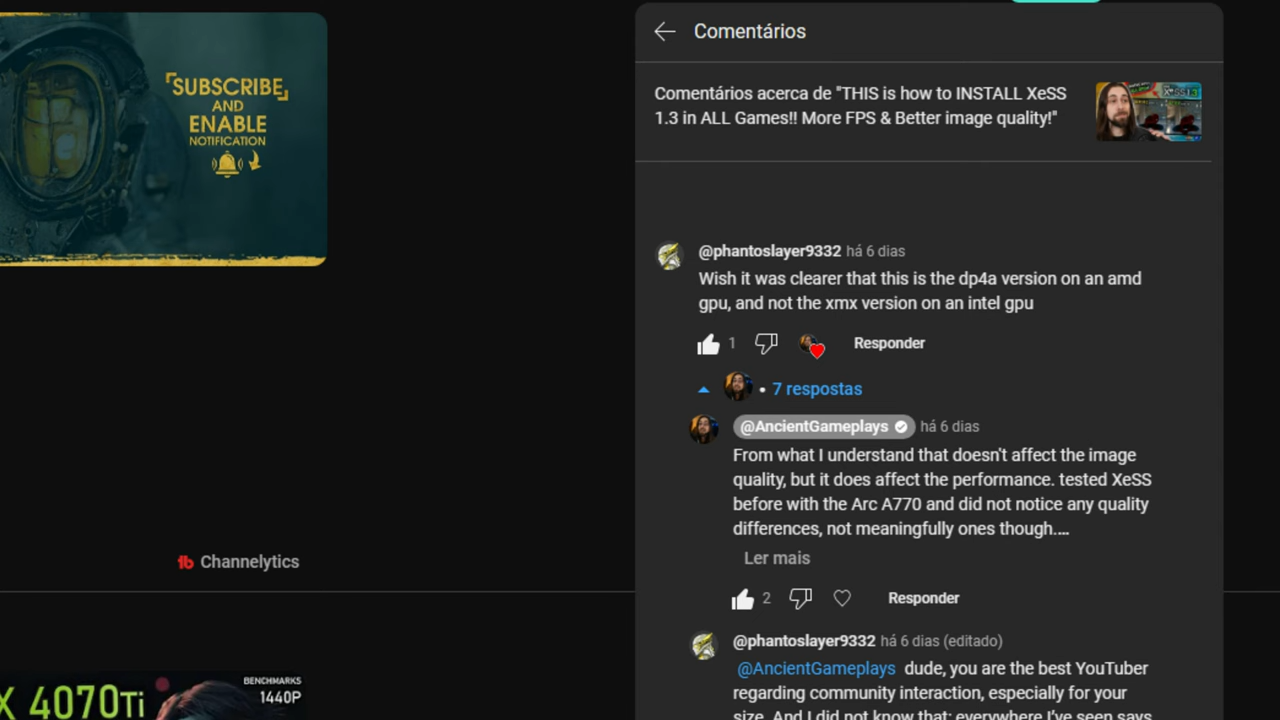 SUBSCRIBE
AND
ENABLE
NOTIFICATION
Channelytics
X 4070Ti
BENCHMARKS
1440P
Comentários
Comentários acerca de "THIS is how to INSTALL XeSS
1.3 in ALL Games!! More FPS & Better image quality!"
@phantoslayer9332 há 6 dias
Wish it was clearer that this is the dp4a version on an amd
gpu, and not the xmx version on an intel gpu
1 Responder
• 7 respostas
@AncientGameplays há 6 dias
From what I understand that doesn't affect the image
quality, but it does affect the performance. tested XeSS
before with the Arc A770 and did not notice any quality
differences, not meaningfully ones though....
Ler mais
2 Responder
@phantoslayer9332 há 6 dias (editado)
@AncientGameplays dude, you are the best YouTuber
regarding community interaction, especially for your
size. And I did not know that; everywhere I've seen says